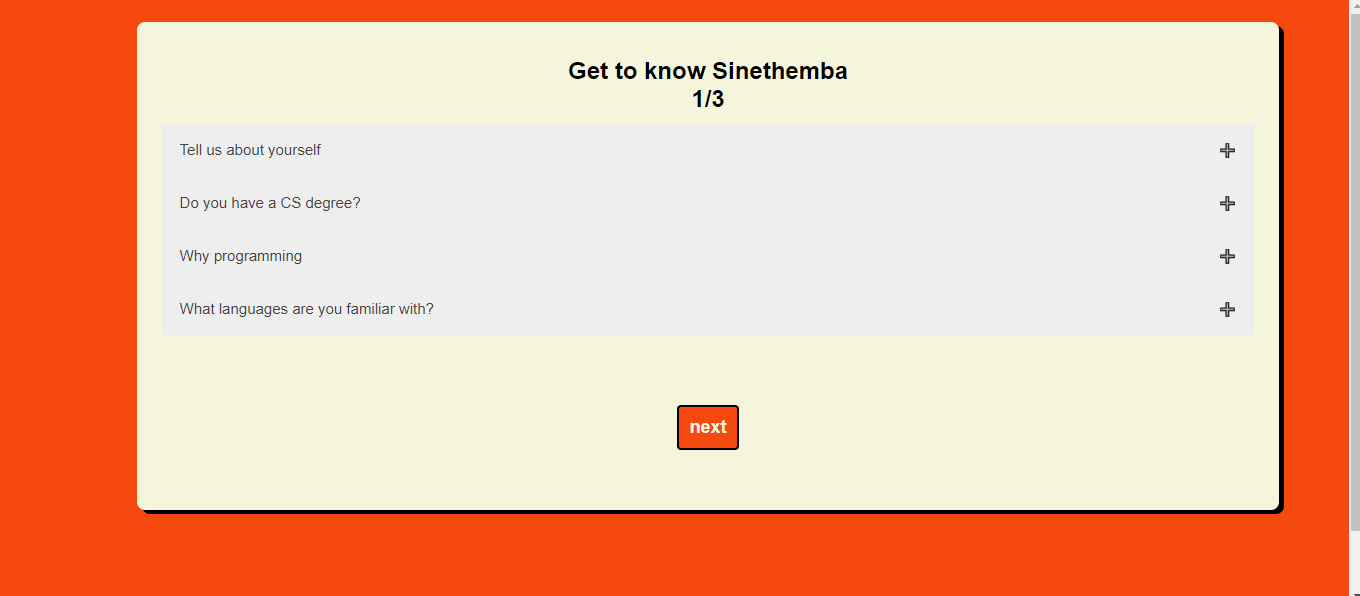 Get to know Sinethemba
1/3
Tell us about yourself
Do you have a CS degree?
Why programming
What languages are you familiar with?
next